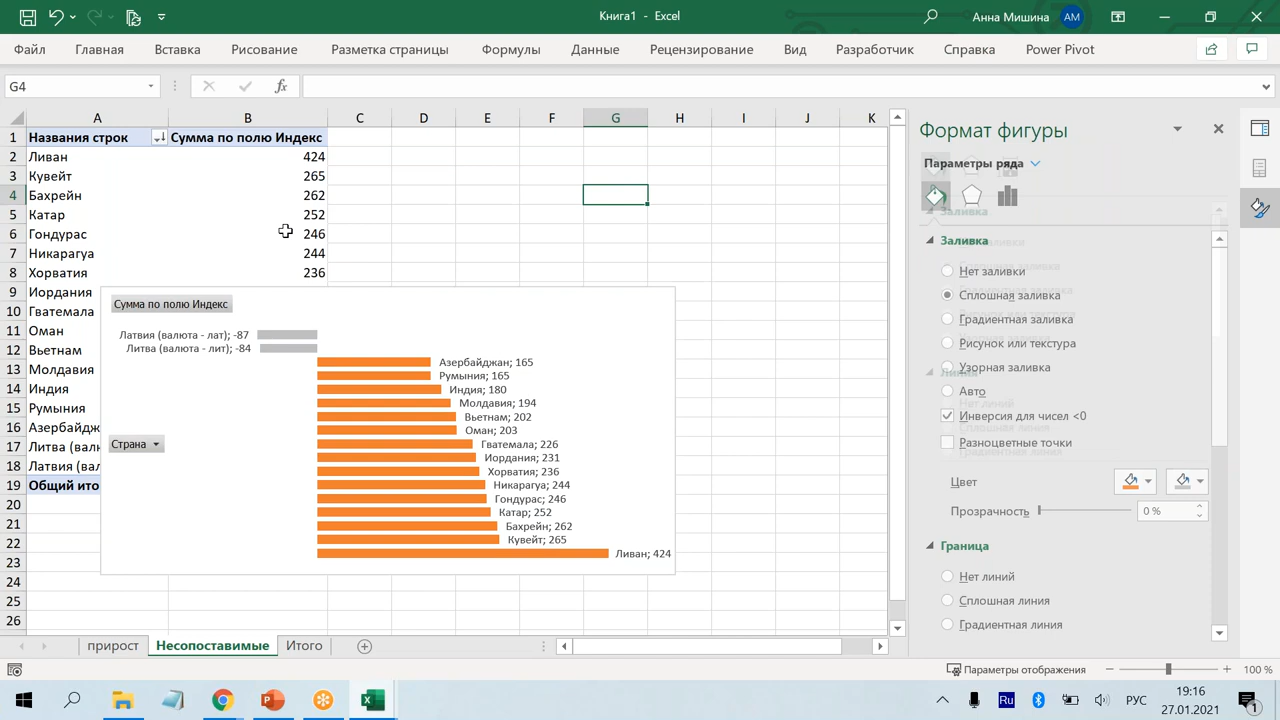 Книга1 - Excel
Анна Мишина
АМ
Файл Главная Вставка Рисование Разметка страницы Формулы Данные Рецензирование Вид Разработчик Справка Power Pivot
G4
fx
A B C D E F G H I J K
1 Названия строк Сумма по полю Индекс
2 Ливан 424
3 Кувейт 265
4 Бахрейн 262
5 Катар 252
6 Гондурас 246
7 Никарагуа 244
8 Хорватия 236
9 Иордания
10 Гватемала
11 Оман
12 Вьетнам
13 Молдавия
14 Индия
15 Румыния
16 Азербайдж
17 Литва (валю
18 Латвия (вал
19 Общий ито
20
21
22
23
24
25
26
Сумма по полю Индекс
Латвия (валюта - лат); -87
Литва (валюта - лит); -84
Азербайджан; 165
Румыния; 165
Индия; 180
Молдавия; 194
Вьетнам; 202
Оман; 203
Гватемала; 226
Иордания; 231
Хорватия; 236
Никарагуа; 244
Гондурас; 246
Катар; 252
Бахрейн; 262
Кувейт; 265
Ливан; 424
Страна
Формат фигуры
Параметры ряда
Заливка
Нет заливки
Сплошная заливка
Градиентная заливка
Рисунок или текстура
Узорная заливка
Авто
Инверсия для чисел <0
Разноцветные точки
Цвет
Прозрачность 0 %
Граница
Нет линий
Сплошная линия
Градиентная линия
прирост Несопоставимые Итого
Параметры отображения
100 %
Ru
РУС
19:16
27.01.2021
1